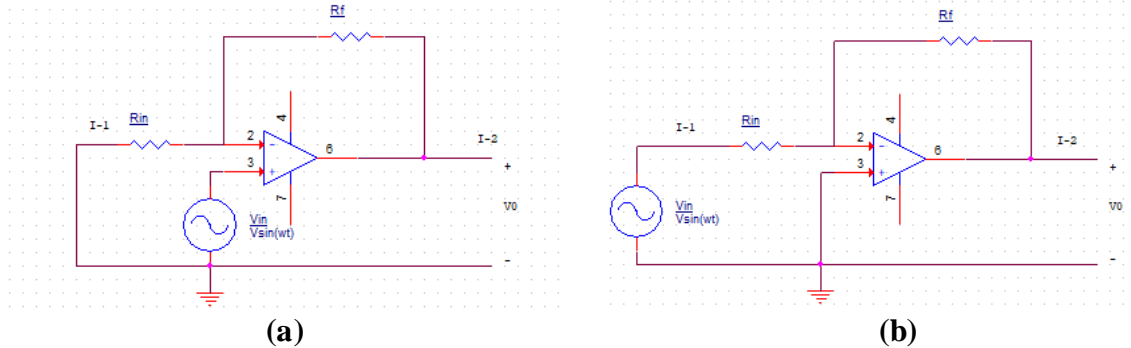 Rf
4
I-1
Rin
2
-
I-2
6
3
+
+
7
Vin
Vsin(wt)
V0
-
(a)
Rf
4
I-1
Rin
2
-
I-2
6
3
+
+
7
Vin
Vsin(wt)
V0
-
(b)